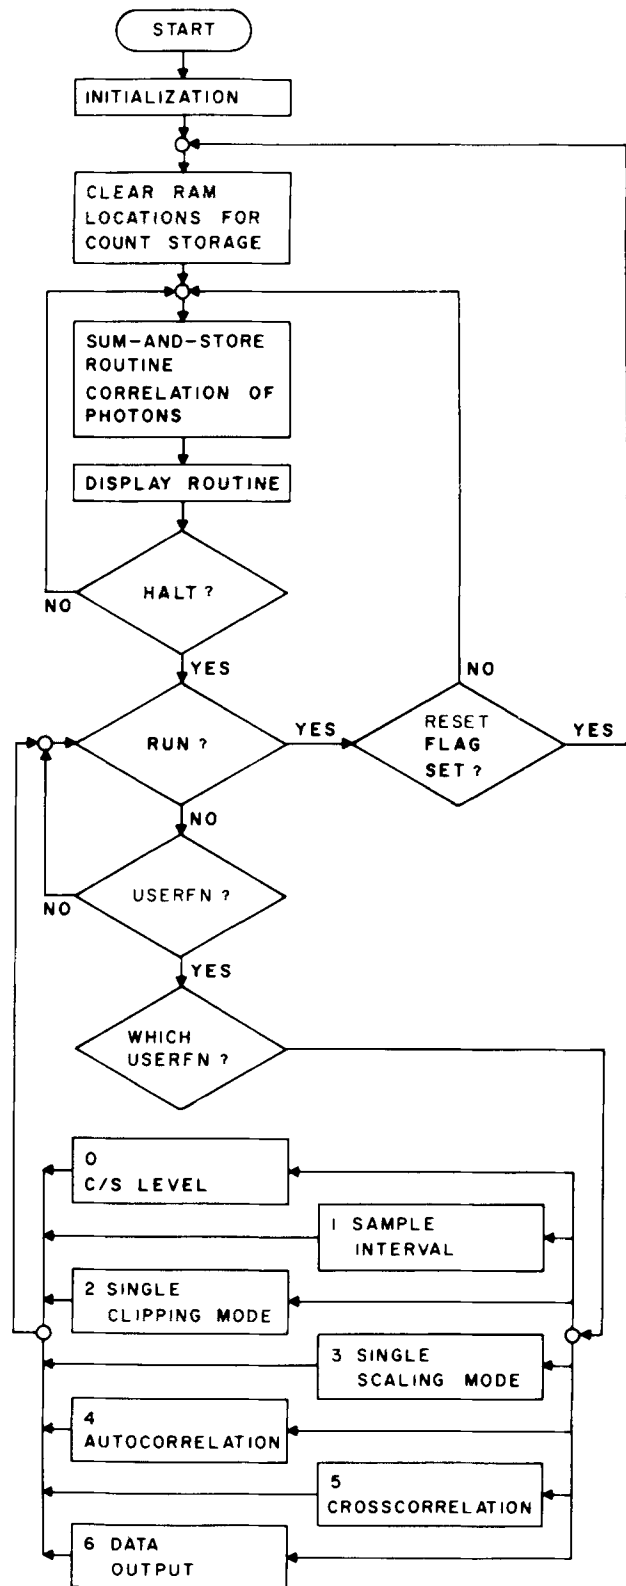 START
INITIALIZATION
CLEAR RAM
LOCATIONS FOR
COUNT STORAGE
SUM-AND-STORE
ROUTINE
CORRELATION OF
PHOTONS
DISPLAY ROUTINE
HALT?
NO
YES
RUN?
YES
NO
RESET
FLAG
SET?
NO
YES
USERFN?
NO
YES
WHICH
USERFN?
0
C/S LEVEL
1 SAMPLE
INTERVAL
2 SINGLE
CLIPPING MODE
3 SINGLE
SCALING MODE
4
AUTOCORRELATION
5
CROSSCORRELATION
6 DATA
OUTPUT